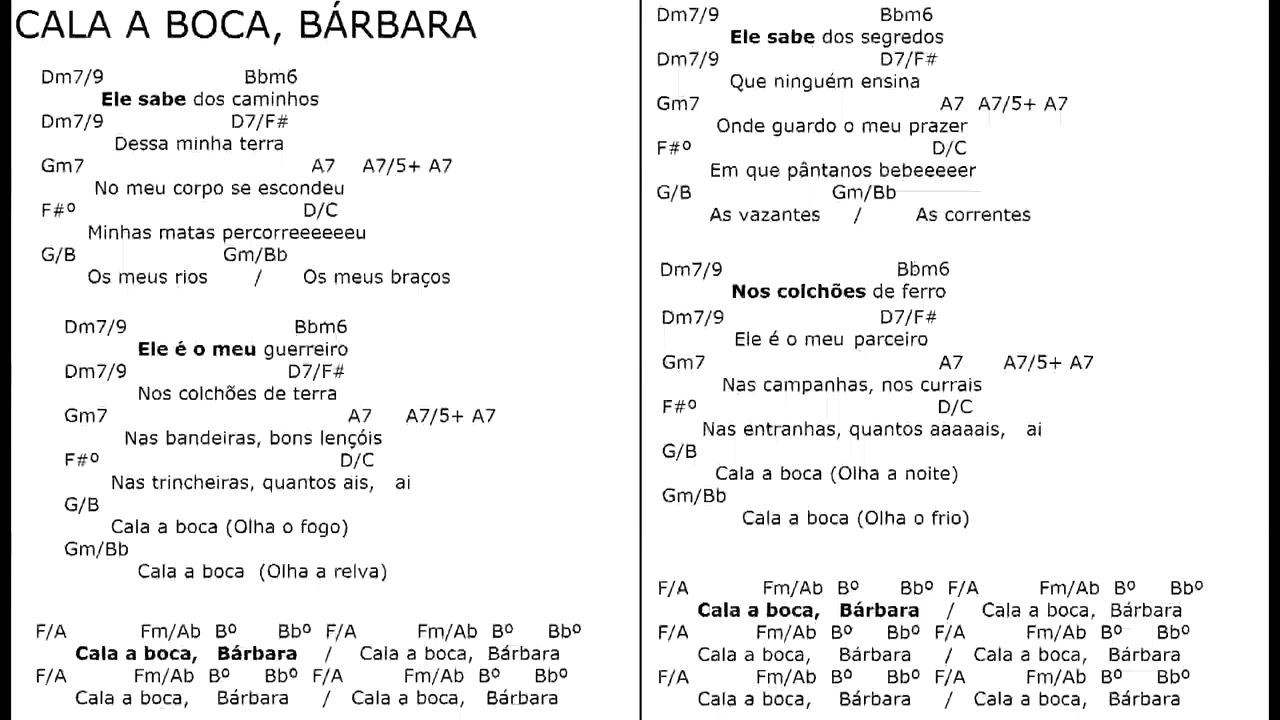 CALA A BOCA, BÁRBARA
Dm7/9 Bbm6
Ele sabe dos caminhos
Dm7/9 D7/F#
Dessa minha terra
Gm7 A7 A7/5+ A7
No meu corpo se escondeu
F#º D/C
Minhas matas percorreeeeeeu
G/B Gm/Bb
Os meus rios / Os meus braços
Dm7/9 Bbm6
Ele é o meu guerreiro
Dm7/9 D7/F#
Nos colchões de terra
Gm7 A7 A7/5+ A7
Nas bandeiras, bons lençóis
F#º D/C
Nas trincheiras, quantos ais, ai
G/B
Cala a boca (Olha o fogo)
Gm/Bb
Cala a boca (Olha a relva)
F/A Fm/Ab Bº Bbº F/A Fm/Ab Bº Bbº
Cala a boca, Bárbara / Cala a boca, Bárbara
F/A Fm/Ab Bº Bbº F/A Fm/Ab Bº Bbº
Cala a boca, Bárbara / Cala a boca, Bárbara
Dm7/9 Bbm6
Ele sabe dos segredos
Dm7/9 D7/F#
Que ninguém ensina
Gm7 A7 A7/5+ A7
Onde guardo o meu prazer
F#º D/C
Em que pântanos bebeeeeer
G/B Gm/Bb
As vazantes / As correntes
Dm7/9 Bbm6
Nos colchões de ferro
Dm7/9 D7/F#
Ele é o meu parceiro
Gm7 A7 A7/5+ A7
Nas campanhas, nos currais
F#º D/C
Nas entranhas, quantos aaaaais, ai
G/B
Cala a boca (Olha a noite)
Gm/Bb
Cala a boca (Olha o frio)
F/A Fm/Ab Bº Bbº F/A Fm/Ab Bº Bbº
Cala a boca, Bárbara / Cala a boca, Bárbara
F/A Fm/Ab Bº Bbº F/A Fm/Ab Bº Bbº
Cala a boca, Bárbara / Cala a boca, Bárbara
F/A Fm/Ab Bº Bbº F/A Fm/Ab Bº Bbº
Cala a boca, Bárbara / Cala a boca, Bárbara